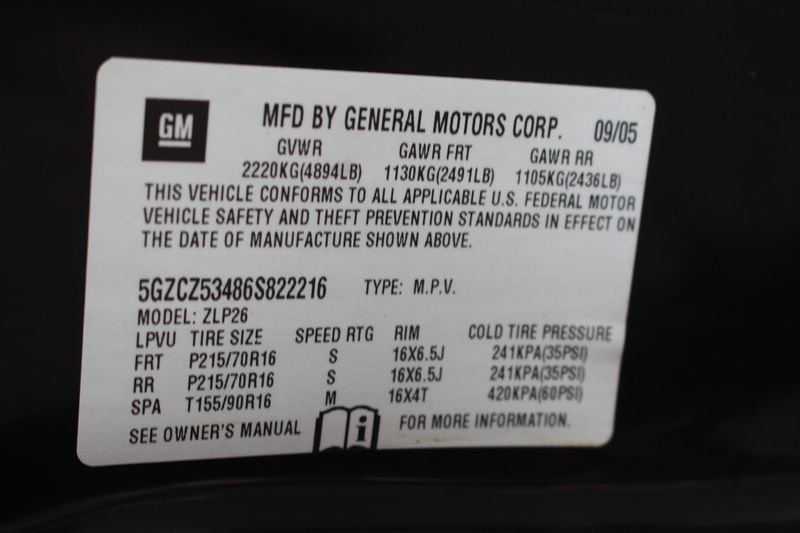 GM
MFD BY GENERAL MOTORS CORP. 09/05
GVWR GAWR FRT GAWR RR
2220KG(4894LB) 1130KG(2491LB) 1105KG(2436LB)
THIS VEHICLE CONFORMS TO ALL APPLICABLE U.S. FEDERAL MOTOR
VEHICLE SAFETY AND THEFT PREVENTION STANDARDS IN EFFECT ON
THE DATE OF MANUFACTURE SHOWN ABOVE.
5GZCZ53486S822216 TYPE: M.P.V.
MODEL: ZLP26
LPVU TIRE SIZE SPEED RTG RIM COLD TIRE PRESSURE
FRT P215/70R16 S 16X6.5J 241KPA(35PSI)
RR P215/70R16 S 16X6.5J 241KPA(35PSI)
SPA T155/90R16 M 16X4T 420KPA(60PSI)
SEE OWNER'S MANUAL i FOR MORE INFORMATION.